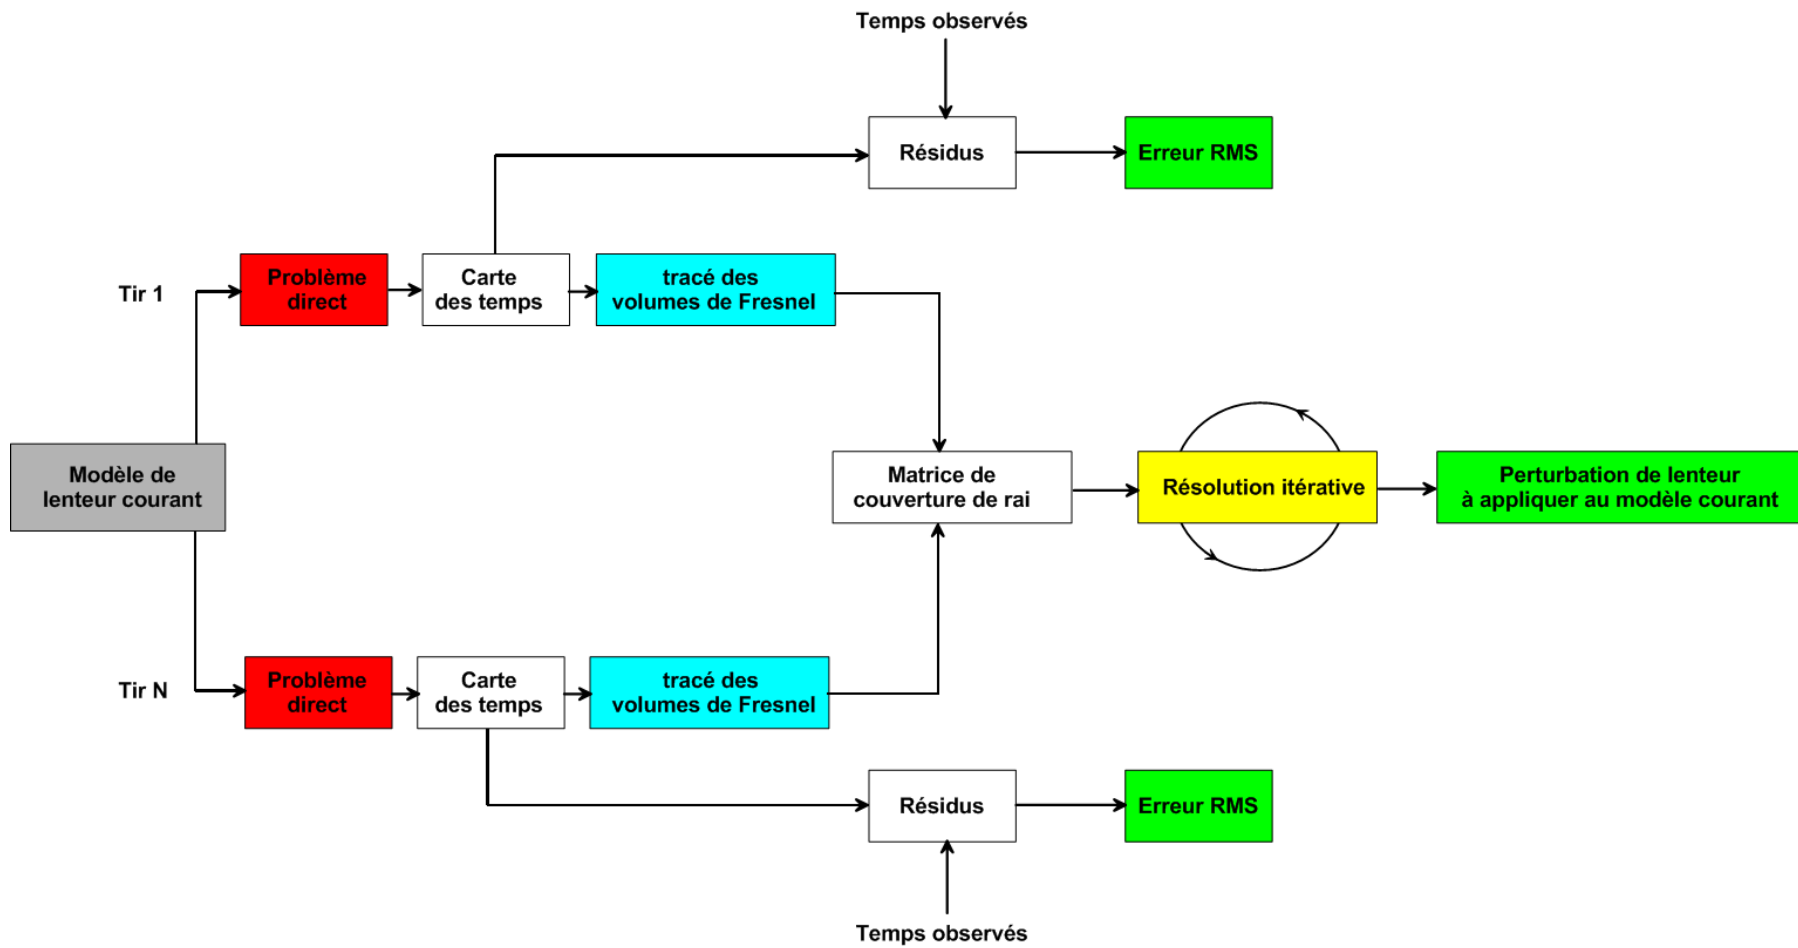 Temps observés
Résidus
Erreur RMS
Tir 1
Problème
direct
Carte
des temps
tracé des
volumes de Fresnel
Modèle de
lenteur courant
Matrice de
couverture de rai
Résolution itérative
Perturbation de lenteur
à appliquer au modèle courant
Tir N
Problème
direct
Carte
des temps
tracé des
volumes de Fresnel
Résidus
Erreur RMS
Temps observés